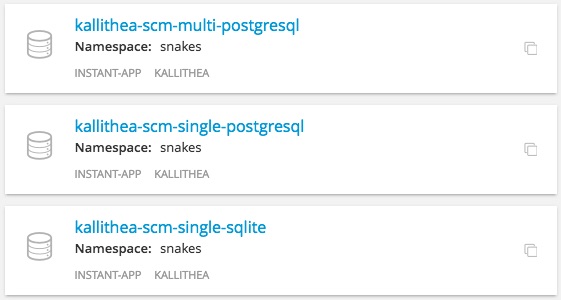 kallithea-scm-multi-postgresql
Namespace: snakes
INSTANT-APP KALLITHEA
kallithea-scm-single-postgresql
Namespace: snakes
INSTANT-APP KALLITHEA
kallithea-scm-single-sqlite
Namespace: snakes
INSTANT-APP KALLITHEA